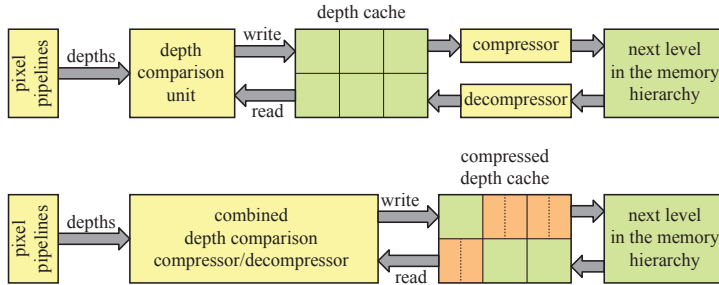 depth cache
pixel
pipelines
depths
depth
comparison
unit
write
read
compressor
decompressor
next level
in the memory
hierarchy
compressed
depth cache
pixel
pipelines
depths
combined
depth comparison
compressor/decompressor
write
read
next level
in the memory
hierarchy